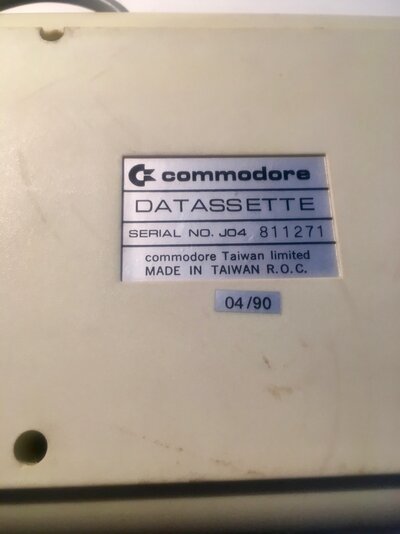 commodore
DATASSETTE
SERIAL NO. J04 811271
commodore Taiwan limited
MADE IN TAIWAN R.O.C.
04/90